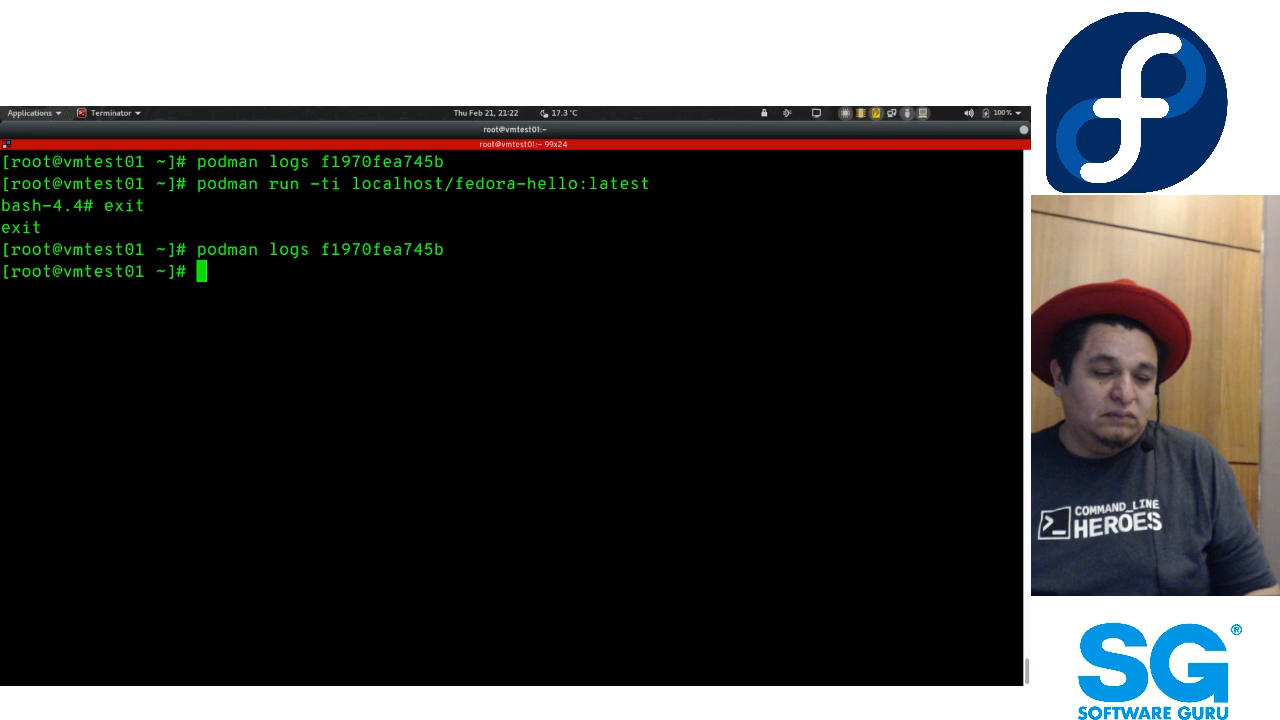 Applications
Terminator
Thu Feb 21, 21:22
17.3 °C
100%
root@vmtest01:~
root@vmtest01:~ 99x24
[root@vmtest01 ~]# podman logs f1970fea745b
[root@vmtest01 ~]# podman run -ti localhost/fedora-hello:latest
bash-4.4# exit
exit
[root@vmtest01 ~]# podman logs f1970fea745b
[root@vmtest01 ~]#
>_ COMMAND_LINE
HEROES
SG®
SOFTWARE GURU